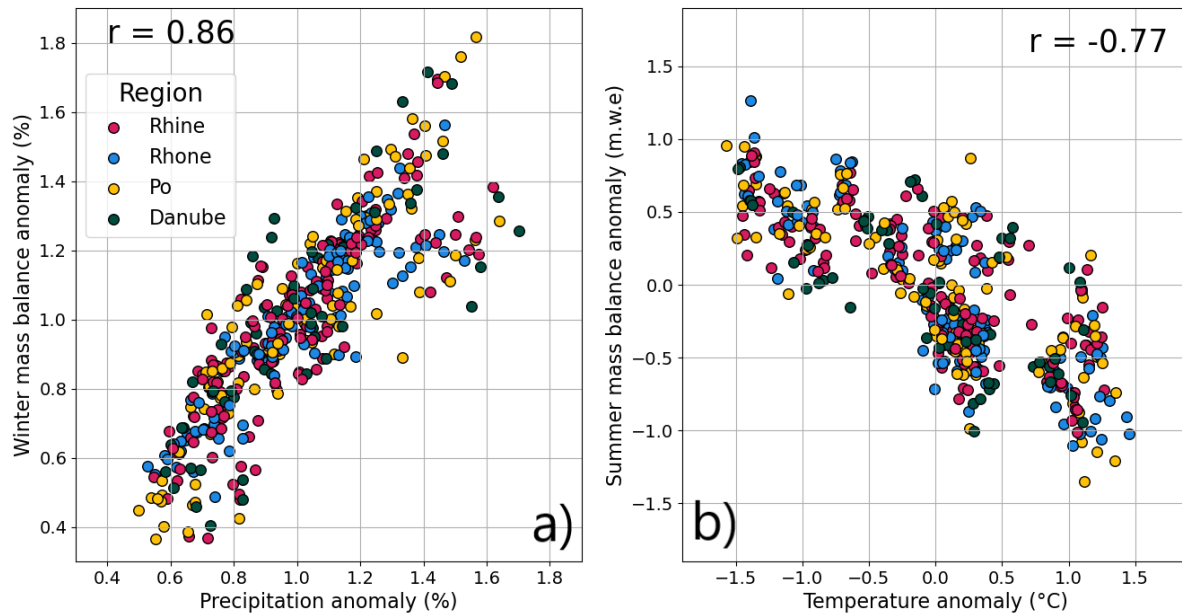 r = 0.86
Region
Rhine
Rhone
Po
Danube
a)
1.8
1.6
1.4
1.2
1.0
0.8
0.6
0.4
Winter mass balance anomaly (%)
0.4 0.6 0.8 1.0 1.2 1.4 1.6 1.8
Precipitation anomaly (%)
r = -0.77
b)
1.5
1.0
0.5
0.0
−0.5
−1.0
−1.5
Summer mass balance anomaly (m.w.e)
−1.5 −1.0 −0.5 0.0 0.5 1.0 1.5
Temperature anomaly (°C)